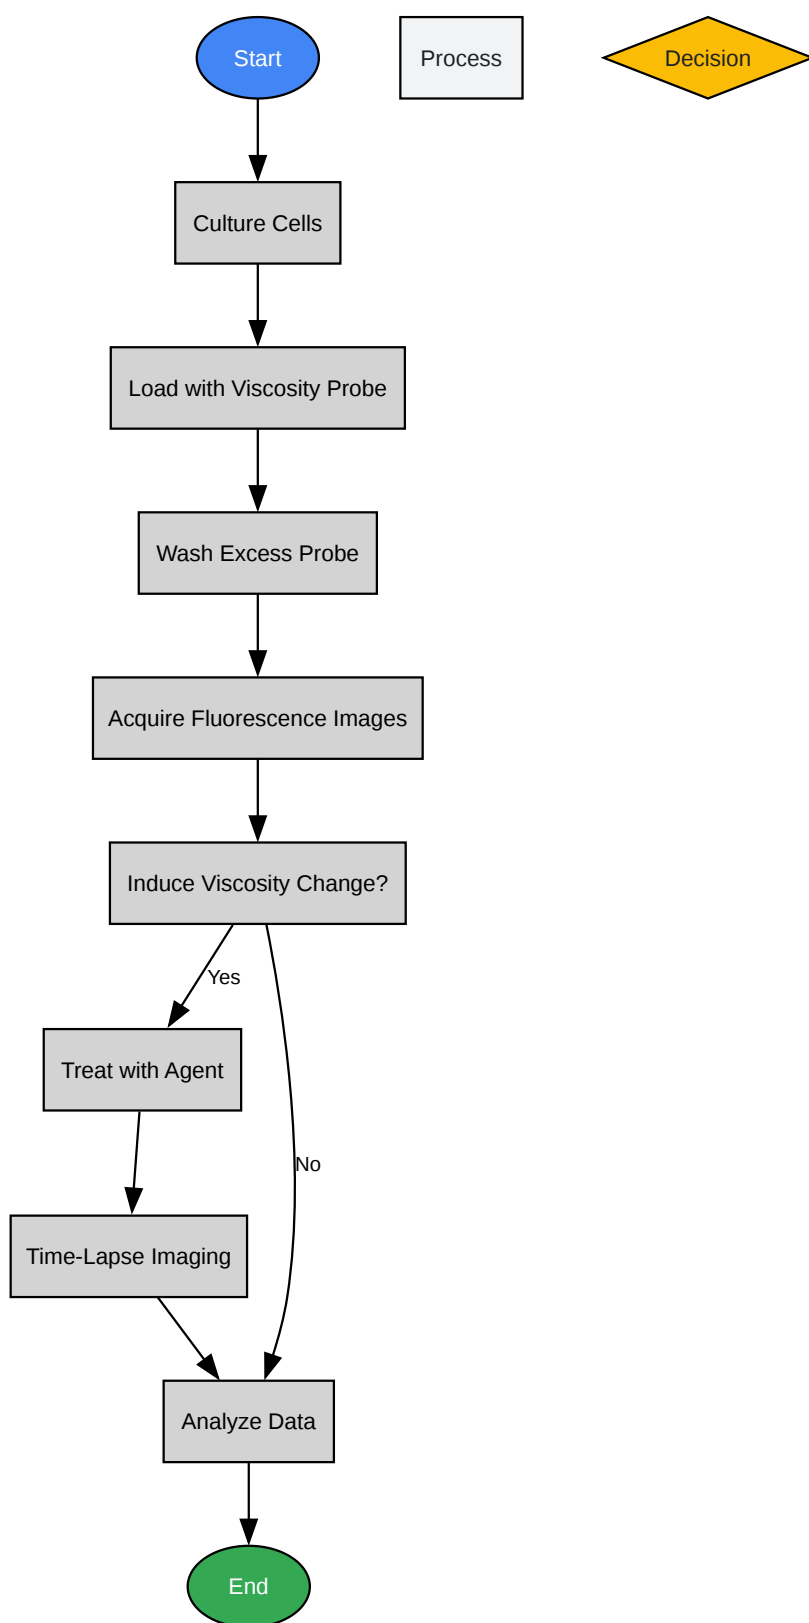 Start
Process
Decision
Culture Cells
Load with Viscosity Probe
Wash Excess Probe
Acquire Fluorescence Images
Induce Viscosity Change?
Yes
Treat with Agent
No
Time-Lapse Imaging
Analyze Data
End